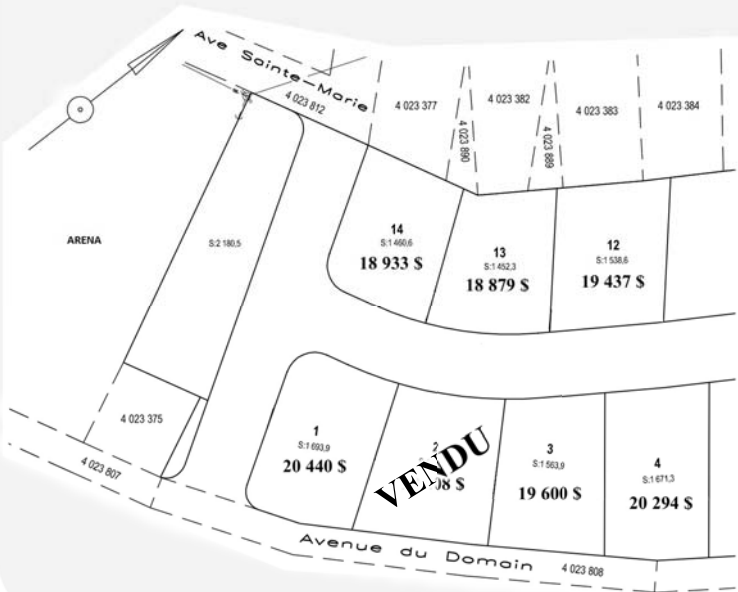 Ave Sainte-Marie
4 023 812
4 023 377
4 023 890
4 023 382
4 023 889
4 023 383
4 023 384
ARENA
S:2 180,5
14
S:1 460,6
18 933 $
13
S:1 452,3
18 879 $
12
S:1 538,6
19 437 $
4 023 375
4 023 807
1
S:1 693,9
20 440 $
2
VENDU
08 $
3
S:1 563,9
19 600 $
4
S:1 671,3
20 294 $
Avenue du Domain
4 023 808